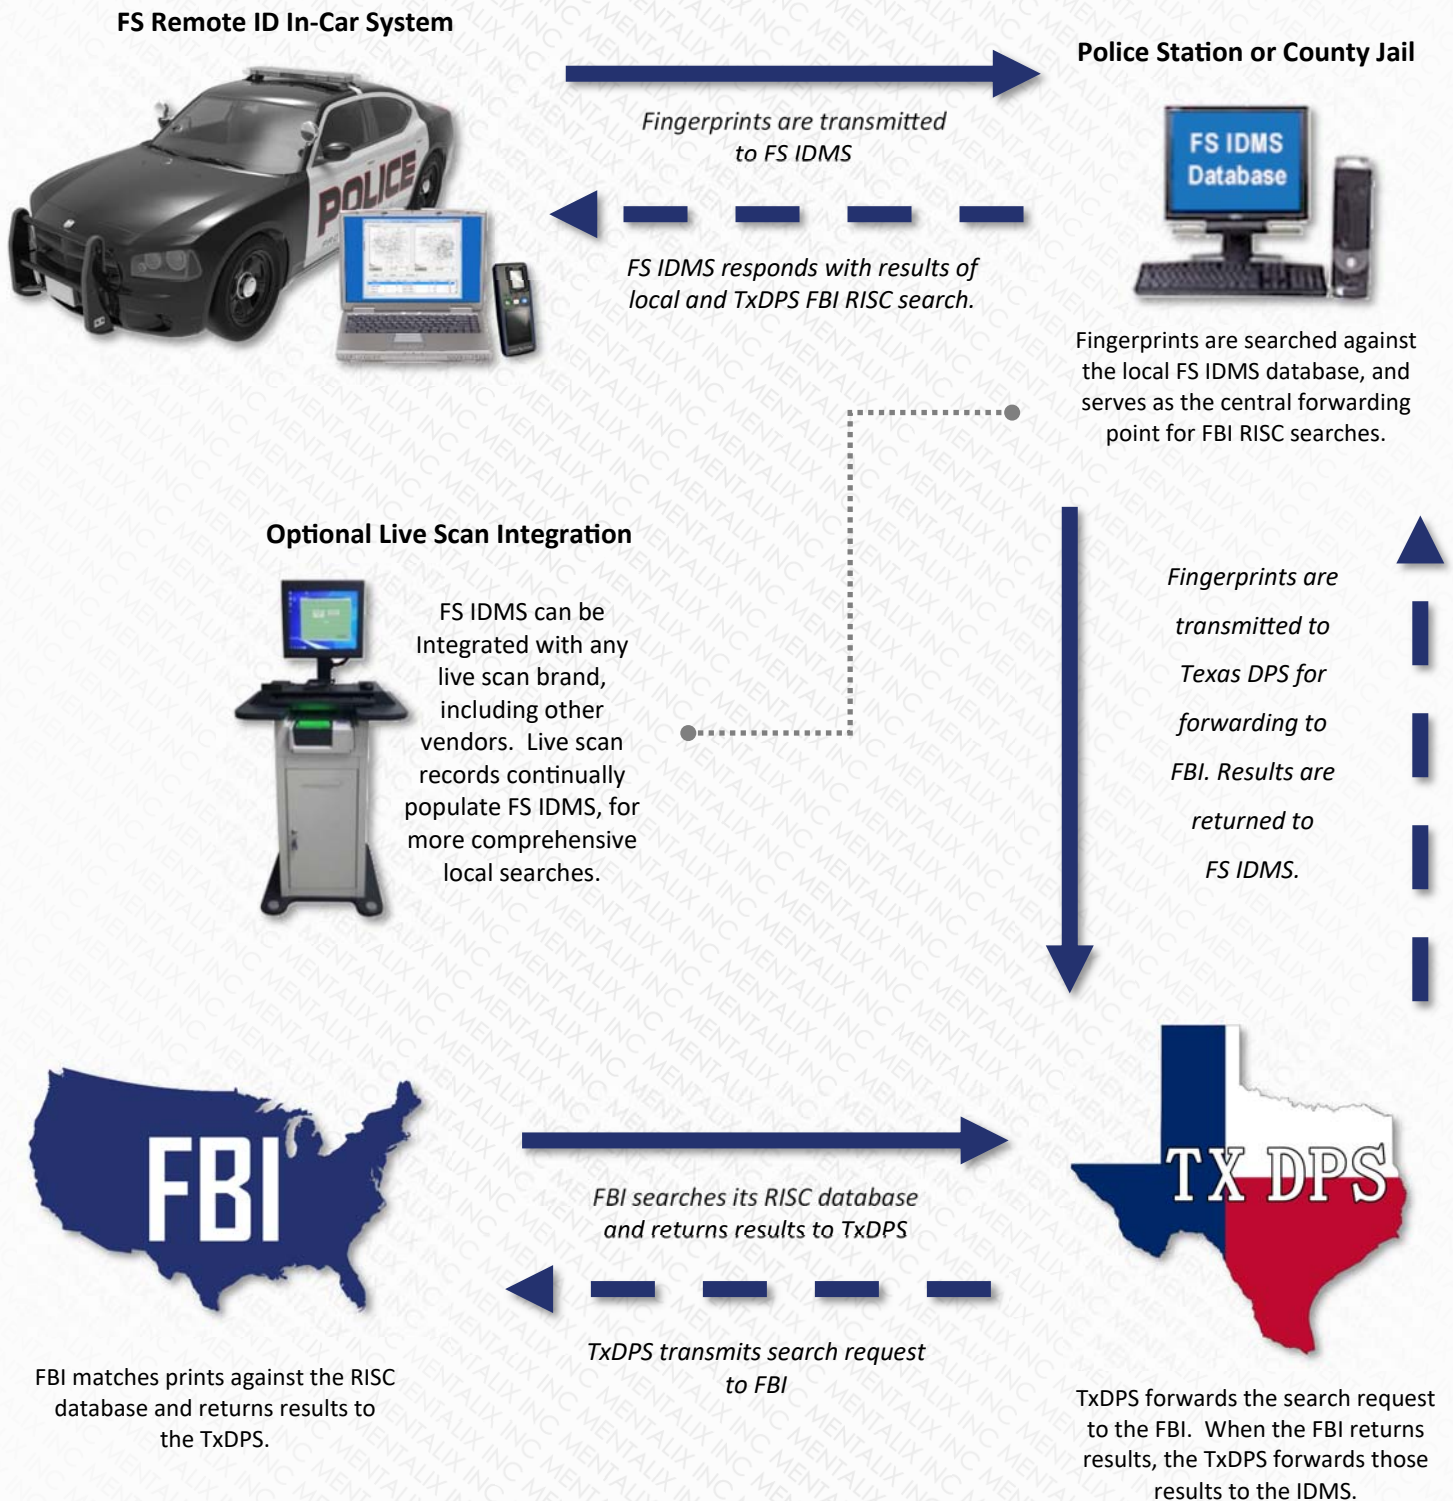 FS Remote ID In-Car System
Police Station or County Jail
Fingerprints are transmitted
to FS IDMS
FS IDMS
Database
POLICE
FS IDMS responds with results of
local and TxDPS FBI RISC search.
Fingerprints are searched against
the local FS IDMS database, and
serves as the central forwarding
point for FBI RISC searches.
Optional Live Scan Integration
FS IDMS can be
Integrated with any
live scan brand,
including other
vendors.  Live scan
records continually
populate FS IDMS, for
more comprehensive
local searches.
Fingerprints are
transmitted to
Texas DPS for
forwarding to
FBI. Results are
returned to
FS IDMS.
FBI
FBI searches its RISC database
and returns results to TxDPS
TX DPS
TxDPS transmits search request
to FBI
FBI matches prints against the RISC
database and returns results to
the TxDPS.
TxDPS forwards the search request
to the FBI.  When the FBI returns
results, the TxDPS forwards those
results to the IDMS.
MENTALIX INC